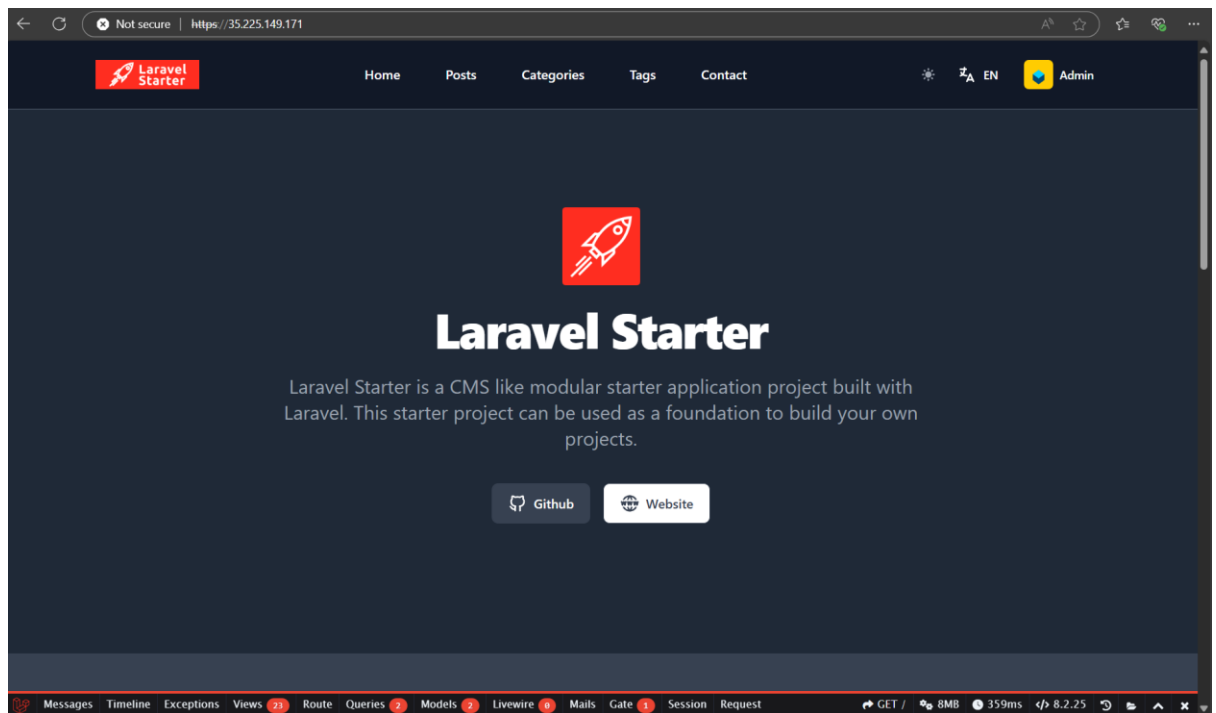 Not secure | https://35.225.149.171
Laravel
Starter
Home Posts Categories Tags Contact EN Admin
Laravel Starter
Laravel Starter is a CMS like modular starter application project built with
Laravel. This starter project can be used as a foundation to build your own
projects.
Github Website
Messages Timeline Exceptions Views 23 Route Queries 2 Models 2 Livewire 0 Mails Gate 1 Session Request GET / 8MB 359ms 8.2.25